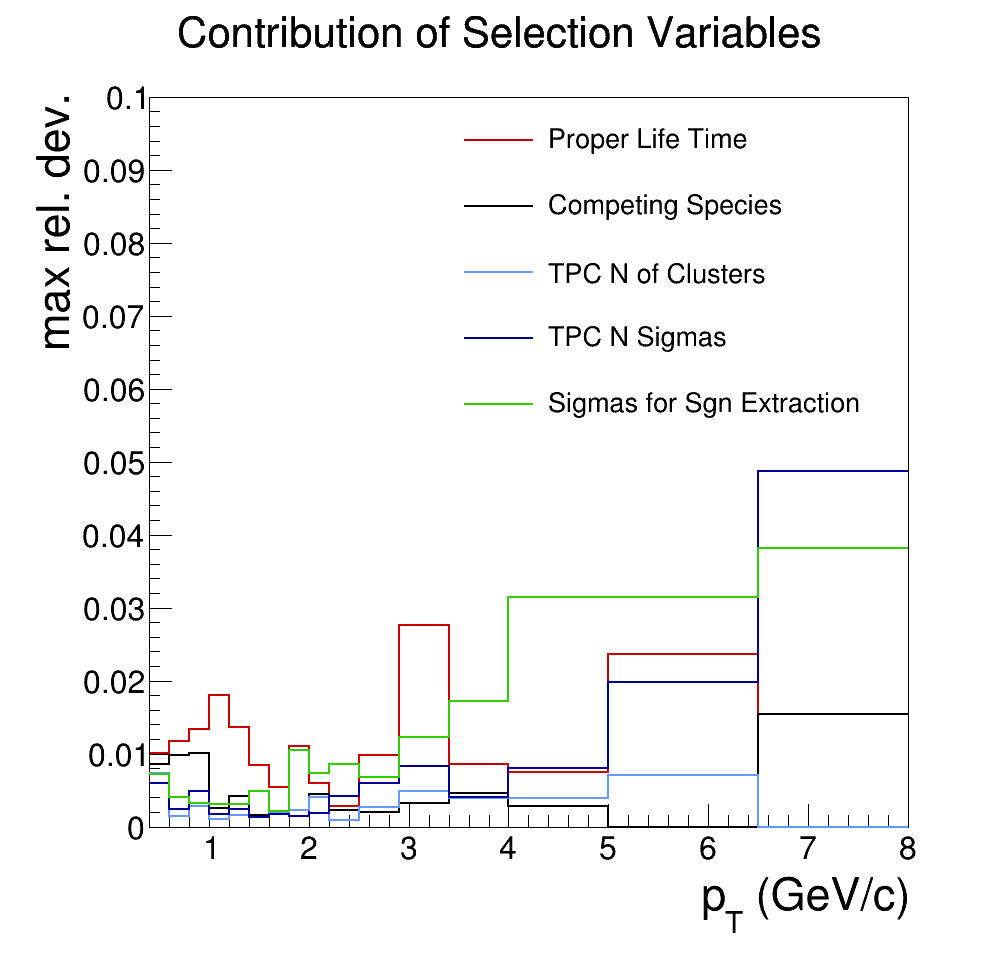 Contribution of Selection Variables
max rel. dev.
0.1
0.09
0.08
0.07
0.06
0.05
0.04
0.03
0.02
0.01
0
Proper Life Time
Competing Species
TPC N of Clusters
TPC N Sigmas
Sigmas for Sgn Extraction
1 2 3 4 5 6 7 8
p_T (GeV/c)